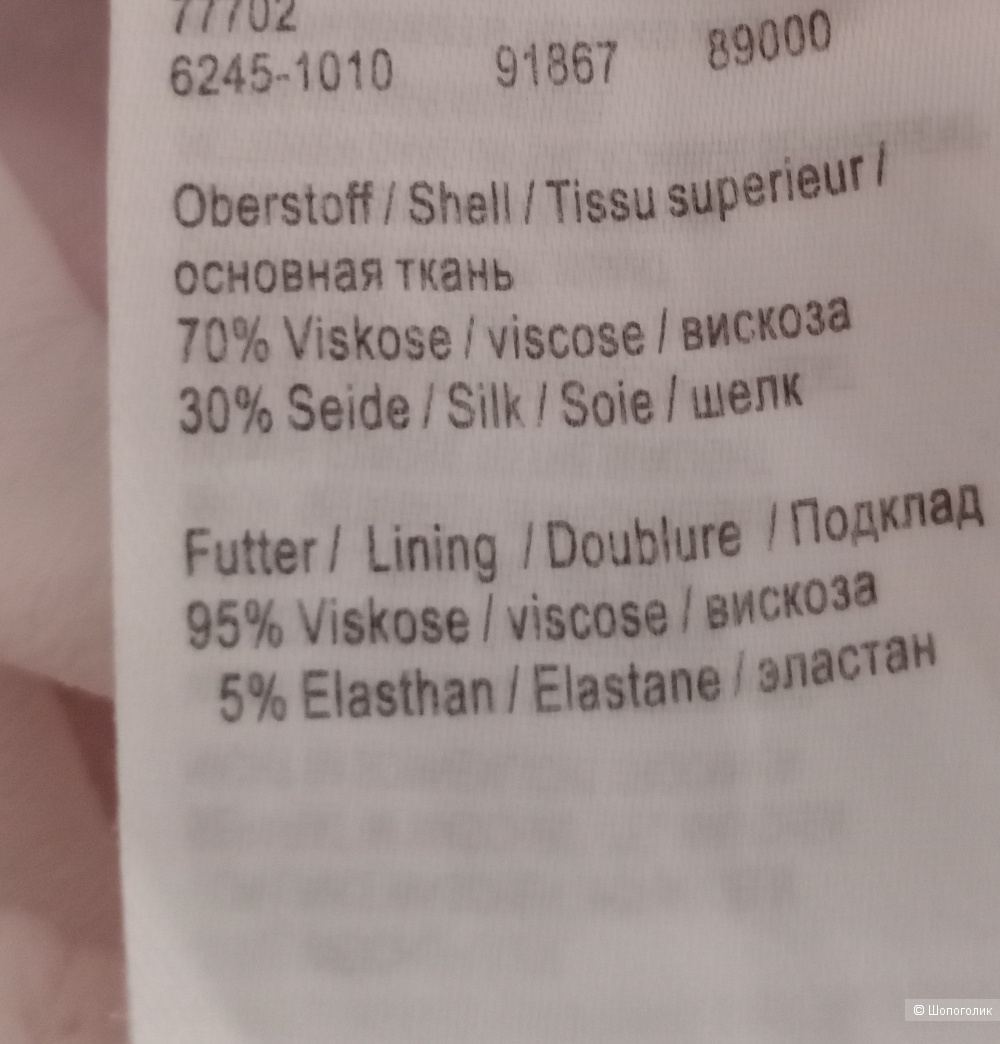 77702
6245-1010 91867 89000
Oberstoff / Shell / Tissu superieur /
основная ткань
70% Viskose / viscose / вискоза
30% Seide / Silk / Soie / шелк
Futter / Lining / Doublure / Подклад
95% Viskose / viscose / вискоза
5% Elasthan / Elastane / эластан
© Шопоголик